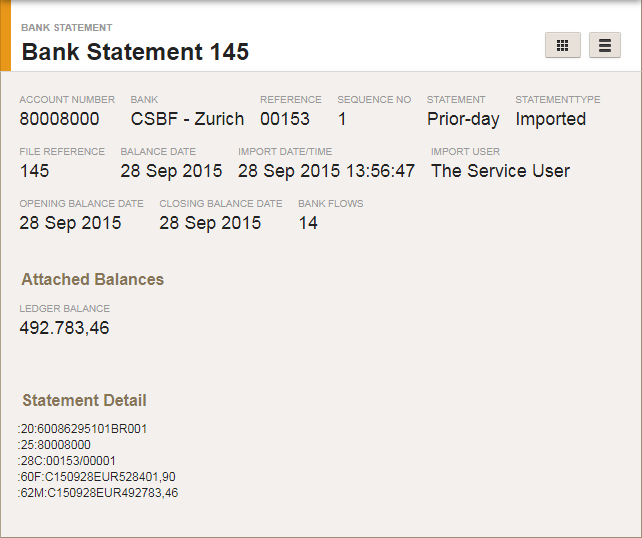 BANK STATEMENT
Bank Statement 145
ACCOUNT NUMBER BANK REFERENCE SEQUENCE NO STATEMENT STATEMENTTYPE
80008000 CSBF - Zurich 00153 1 Prior-day Imported
FILE REFERENCE BALANCE DATE IMPORT DATE/TIME IMPORT USER
145 28 Sep 2015 28 Sep 2015 13:56:47 The Service User
OPENING BALANCE DATE CLOSING BALANCE DATE BANK FLOWS
28 Sep 2015 28 Sep 2015 14
Attached Balances
LEDGER BALANCE
492.783,46
Statement Detail
:20:60086295101BR001
:25:80008000
:28C:00153/00001
:60F:C150928EUR528401,90
:62M:C150928EUR492783,46